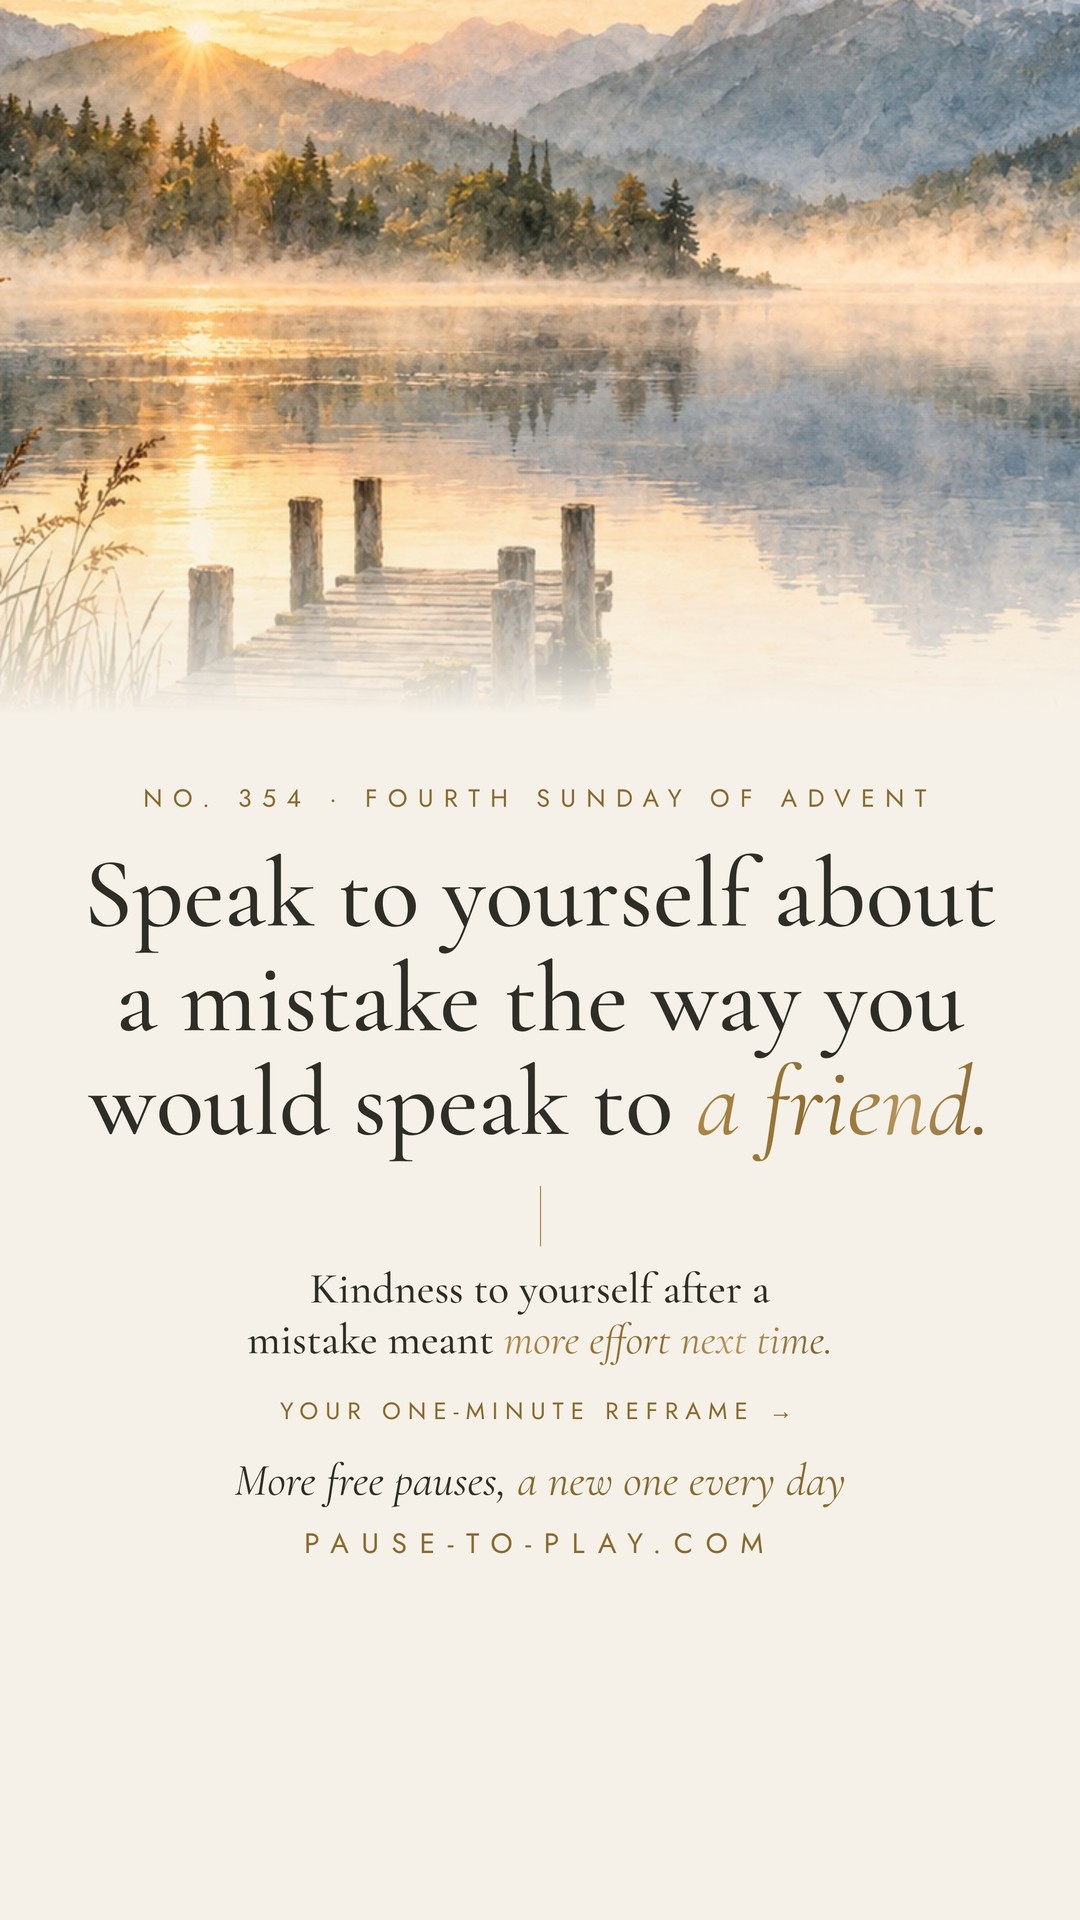 NO. 354 · FOURTH SUNDAY OF ADVENT
Speak to yourself about
a mistake the way you
would speak to a friend.
Kindness to yourself after a
mistake meant more effort next time.
YOUR ONE-MINUTE REFRAME →
More free pauses, a new one every day
PAUSE-TO-PLAY.COM